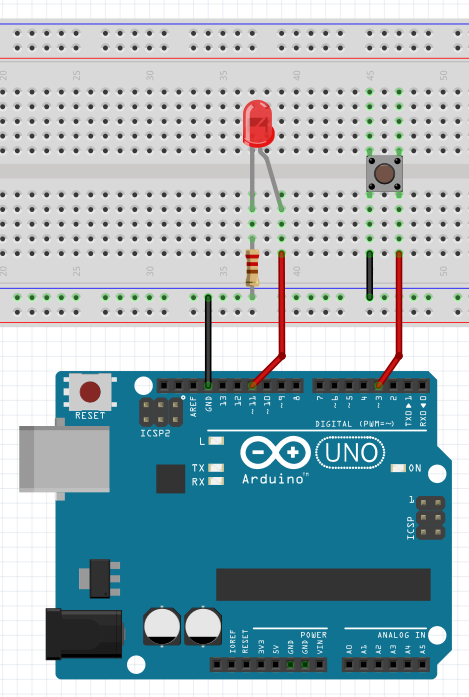 20 25 30 35 40 45 50
20 25 30 35 40 45 50
RESET
ICSP2
AREF
GND
13
12
~11
~10
~9
8
7
~6
~5
4
~3
2
TXD▲1
RXD▼0
DIGITAL (PWM=~)
L
TX
RX
UNO
ON
Arduino™
1
ICSP
POWER
ANALOG IN
IOREF
RESET
3V3
5V
GND
GND
VIN
A0
A1
A2
A3
A4
A5